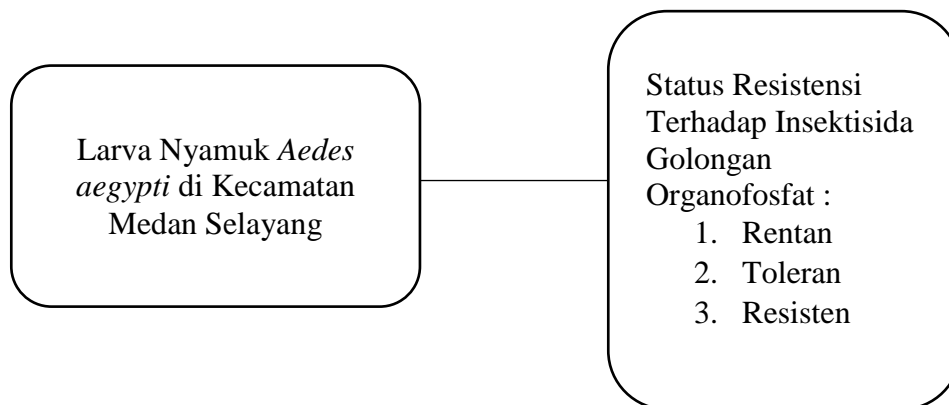 Larva Nyamuk Aedes
aegypti di Kecamatan
Medan Selayang
Status Resistensi
Terhadap Insektisida
Golongan
Organofosfat :
1. Rentan
2. Toleran
3. Resisten